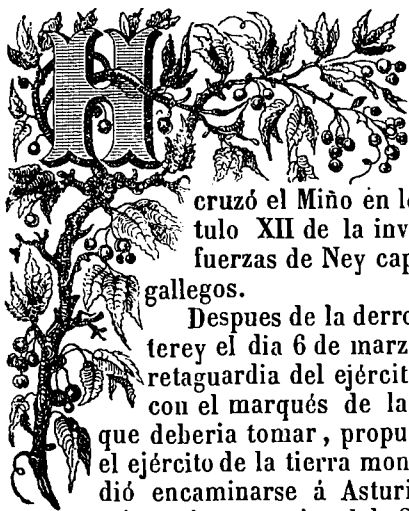 H
cruzó el Miño en l
tulo XII de la inv
fuerzas de Ney cap
gallegos.
Despues de la derro
terey el dia 6 de marz
retaguardia del ejércit
con el marqués de la
que deberia tomar, propu
el ejército de la tierra mon
dió encaminarse á Asturi